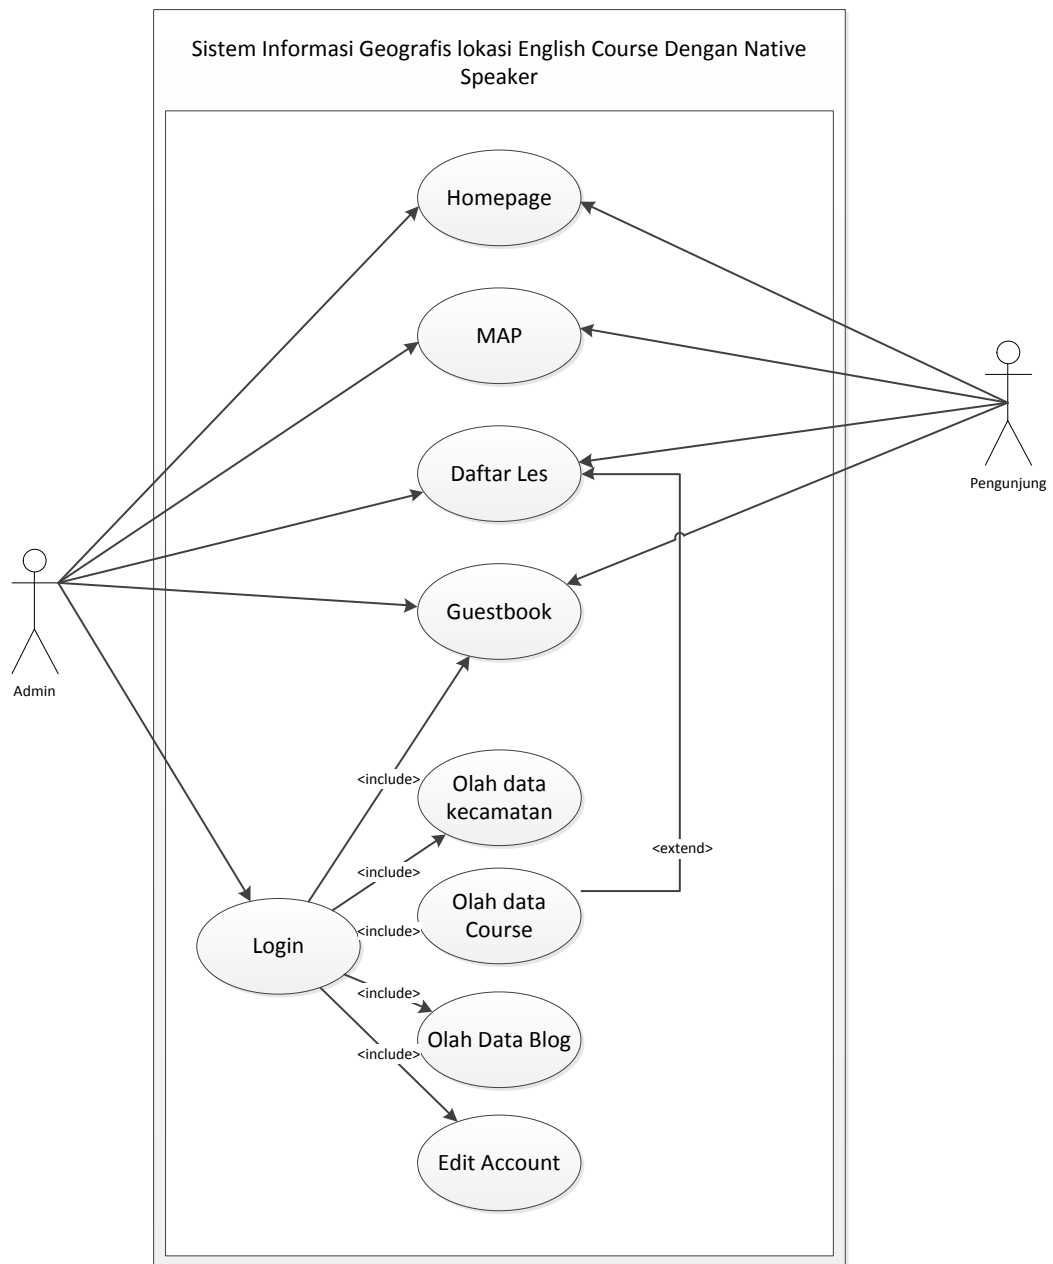 Sistem Informasi Geografis lokasi English Course Dengan Native
Speaker
Homepage
MAP
Daftar Les
Pengunjung
Guestbook
Admin
<include>
Olah data
kecamatan
<extend>
<include>
Olah data
Course
<include>
Login
<include>
Olah Data Blog
<include>
Edit Account